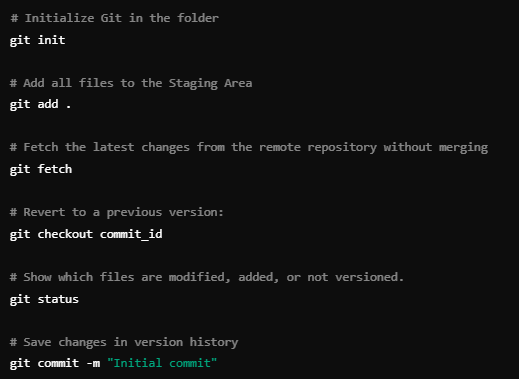 # Initialize Git in the folder
git init
# Add all files to the Staging Area
git add .
# Fetch the latest changes from the remote repository without merging
git fetch
# Revert to a previous version:
git checkout commit_id
# Show which files are modified, added, or not versioned.
git status
# Save changes in version history
git commit -m "Initial commit"